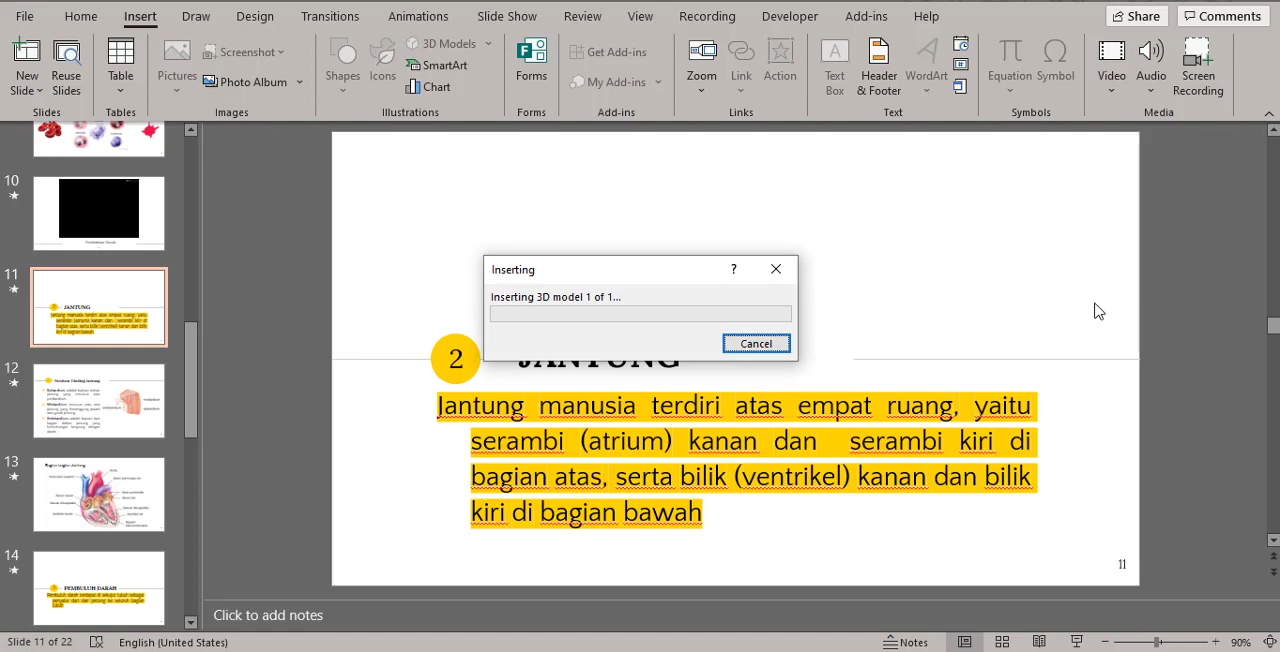 File Home Insert Draw Design Transitions Animations Slide Show Review View Recording Developer Add-ins Help Share Comments
New Slide Reuse Slides Table Pictures Screenshot Photo Album Shapes Icons 3D Models SmartArt Chart Forms Get Add-ins My Add-ins Zoom Link Action Text Box Header & Footer WordArt Equation Symbol Video Audio Screen Recording
Slides Tables Images Illustrations Forms Add-ins Links Text Symbols Media
10
11
JANTUNG
12
13
14
PEMBULUH DARAH
Inserting
?
Inserting 3D model 1 of 1...
Cancel
2 JANTUNG
Jantung manusia terdiri atas empat ruang, yaitu
serambi (atrium) kanan dan serambi kiri di
bagian atas, serta bilik (ventrikel) kanan dan bilik
kiri di bagian bawah
11
Click to add notes
Slide 11 of 22 English (United States) Notes 90%